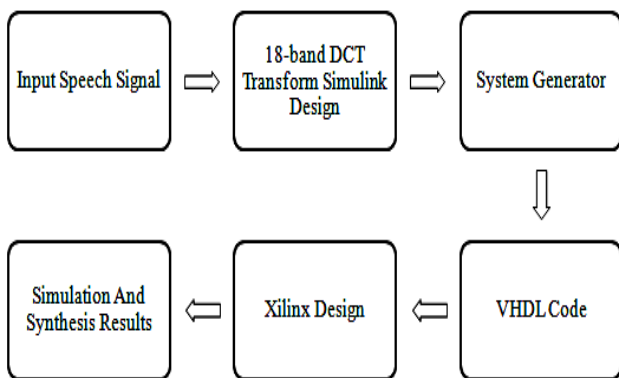 Input Speech Signal
18-band DCT
Transform Simulink
Design
System Generator
VHDL Code
Xilinx Design
Simulation And
Synthesis Results